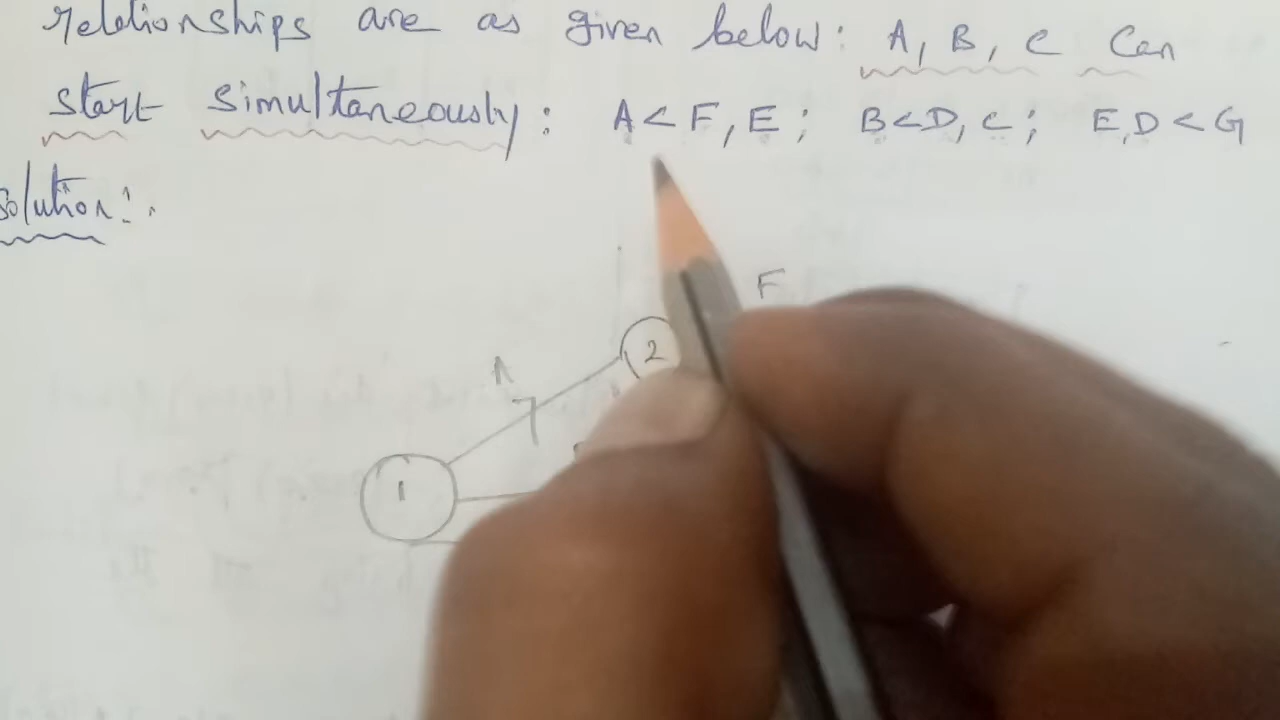 relationships are as given below: A, B, C Can
start simultaneously: A < F, E; B < D, C; E, D < G
Solution:
F
2
A
1